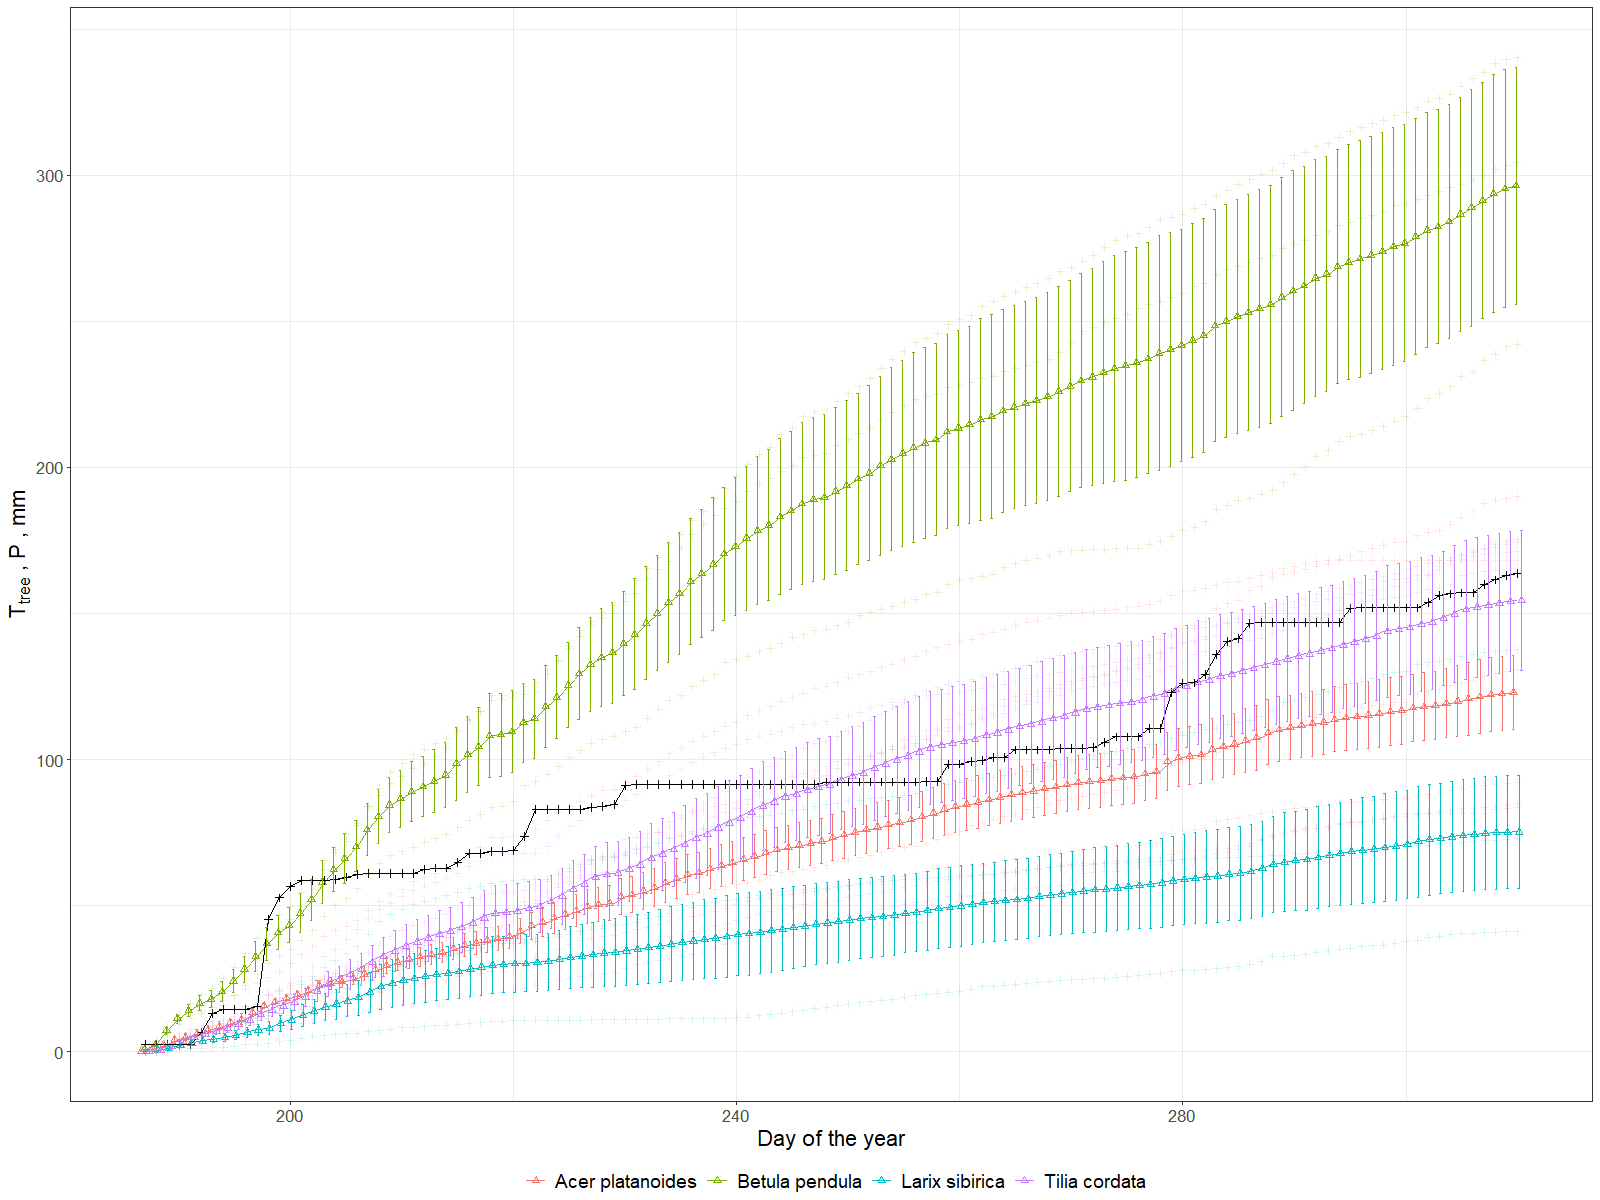 300
200
100
0
T_tree , P , mm
200 240 280
Day of the year
Acer platanoides Betula pendula Larix sibirica Tilia cordata